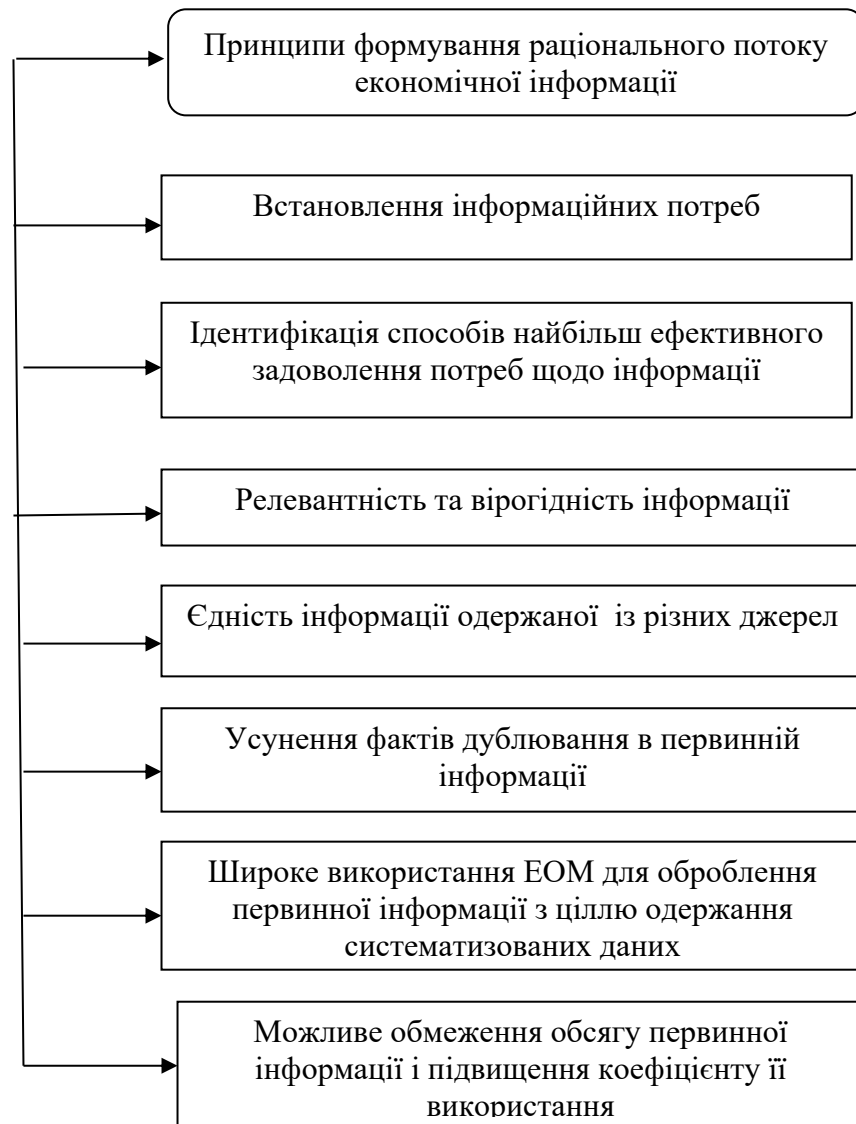 Принципи формування раціонального потоку
економічної інформації
Встановлення інформаційних потреб
Ідентифікація способів найбільш ефективного
задоволення потреб щодо інформації
Релевантність та вірогідність інформації
Єдність інформації одержаної із різних джерел
Усунення фактів дублювання в первинній
інформації
Широке використання ЕОМ для оброблення
первинної інформації з ціллю одержання
систематизованих даних
Можливе обмеження обсягу первинної
інформації і підвищення коефіцієнту її
використання